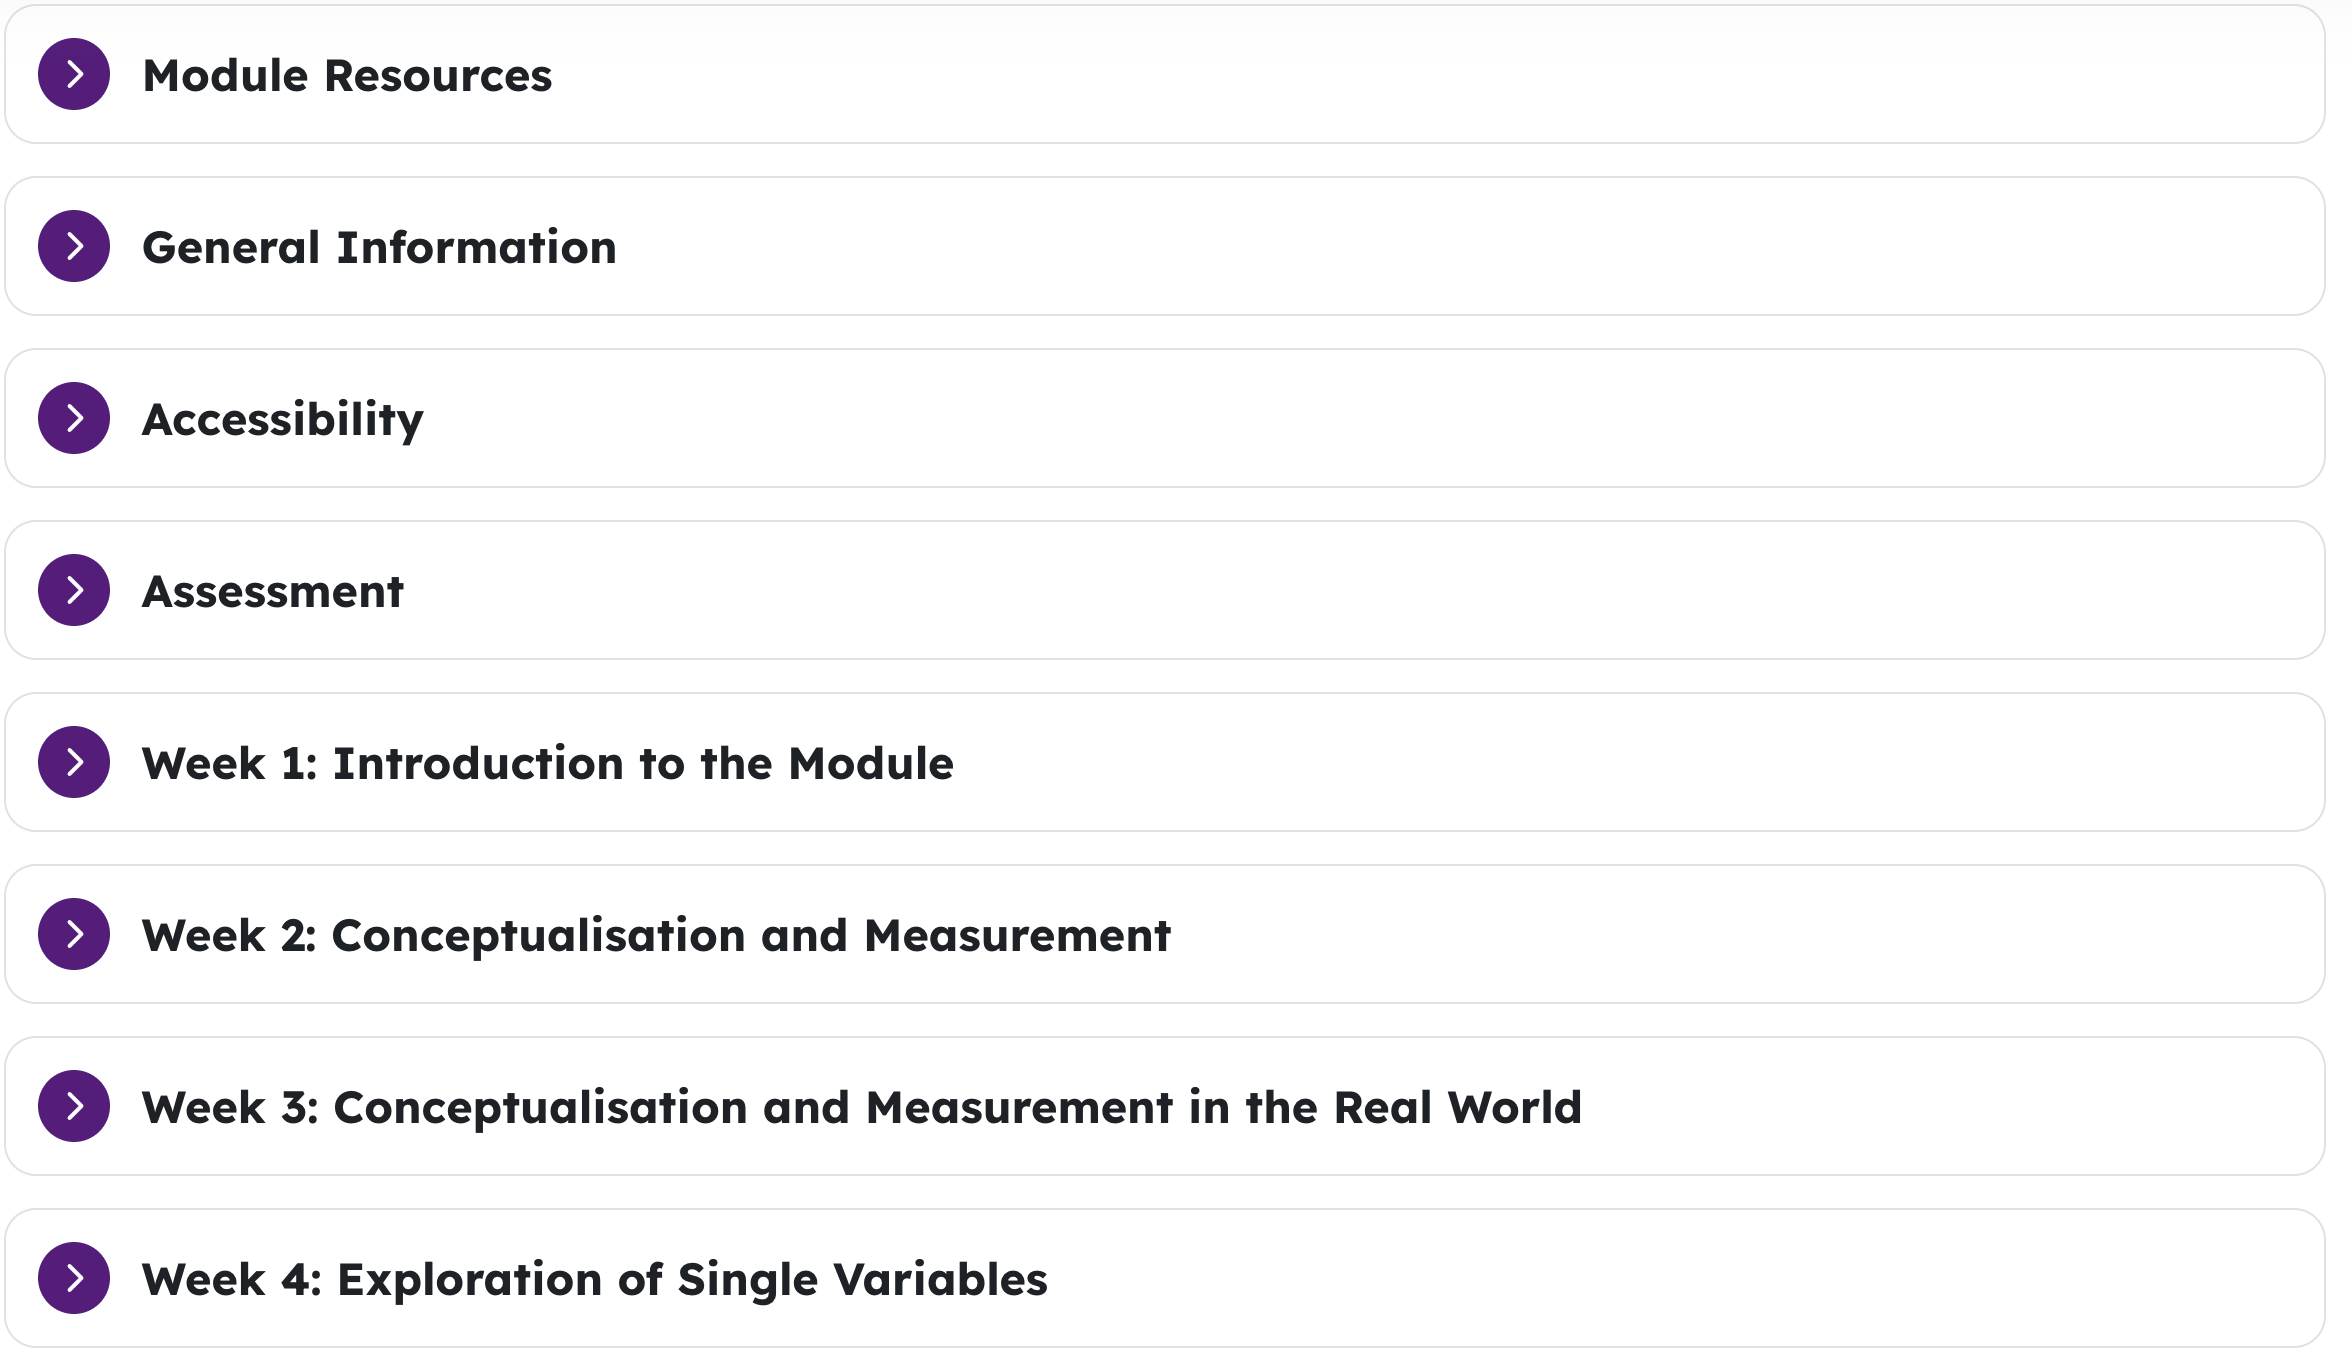 Module Resources
General Information
Accessibility
Assessment
Week 1: Introduction to the Module
Week 2: Conceptualisation and Measurement
Week 3: Conceptualisation and Measurement in the Real World
Week 4: Exploration of Single Variables